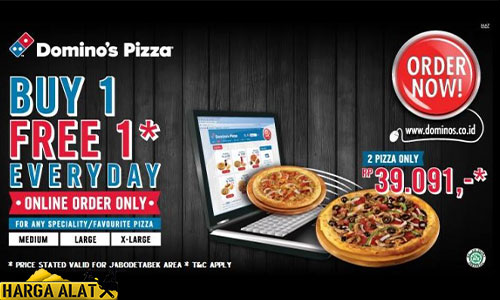 Domino's Pizza
BUY 1
FREE 1*
EVERYDAY
• ONLINE ORDER ONLY •
FOR ANY SPECIALITY/FAVOURITE PIZZA
MEDIUM LARGE X-LARGE
* PRICE STATED VALID FOR JABODETABEK AREA * T&C APPLY
HARGA ALAT
Domino's Pizza
ORDER
NOW!
www.dominos.co.id
2 PIZZA ONLY
RP 39,091,-*